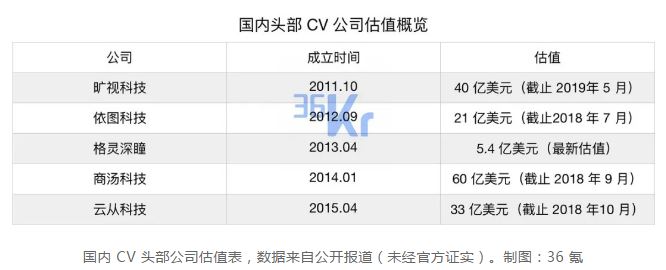 国内头部 CV 公司估值概览
公司 成立时间 估值
旷视科技 2011.10 40 亿美元（截止 2019年 5 月）
依图科技 2012.09 21 亿美元（截止2018 年 7 月）
格灵深瞳 2013.04 5.4 亿美元（最新估值）
商汤科技 2014.01 60 亿美元（截止 2018 年 9 月）
云从科技 2015.04 33 亿美元（截止 2018 年10 月）
36Kr
国内 CV 头部公司估值表，数据来自公开报道（未经官方证实）。制图：36 氪